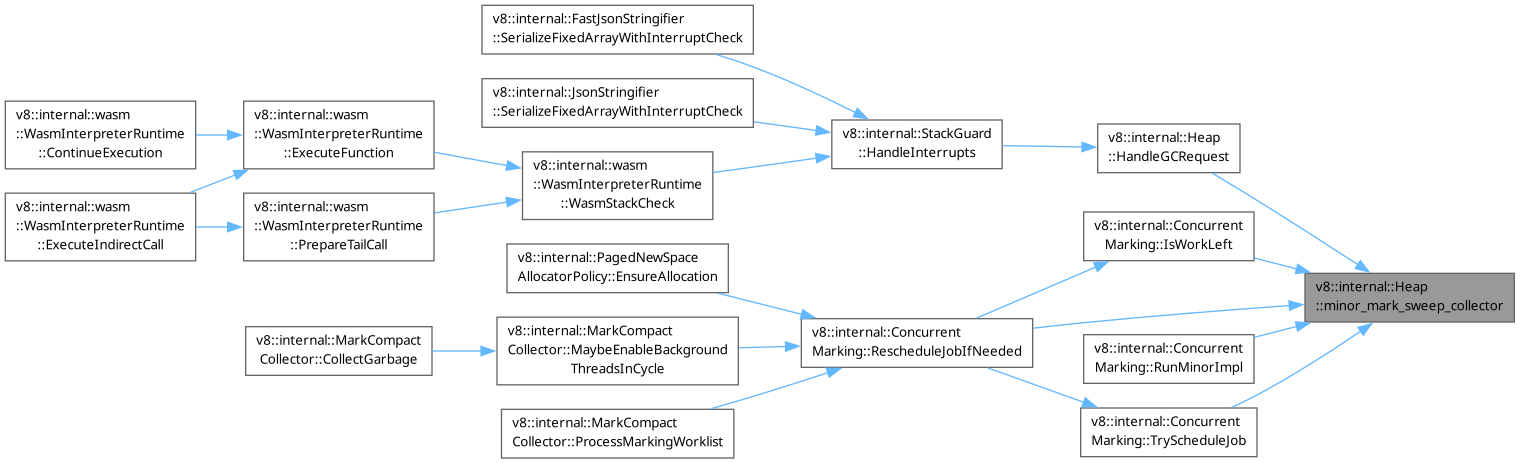 v8::internal::FastJsonStringifier
::SerializeFixedArrayWithInterruptCheck
v8::internal::JsonStringifier
::SerializeFixedArrayWithInterruptCheck
v8::internal::wasm
::WasmInterpreterRuntime
::ContinueExecution
v8::internal::wasm
::WasmInterpreterRuntime
::ExecuteFunction
v8::internal::StackGuard
::HandleInterrupts
v8::internal::Heap
::HandleGCRequest
v8::internal::wasm
::WasmInterpreterRuntime
::WasmStackCheck
v8::internal::wasm
::WasmInterpreterRuntime
::ExecuteIndirectCall
v8::internal::wasm
::WasmInterpreterRuntime
::PrepareTailCall
v8::internal::Concurrent
Marking::IsWorkLeft
v8::internal::PagedNewSpace
AllocatorPolicy::EnsureAllocation
v8::internal::Heap
::minor_mark_sweep_collector
v8::internal::MarkCompact
Collector::CollectGarbage
v8::internal::MarkCompact
Collector::MaybeEnableBackground
ThreadsInCycle
v8::internal::Concurrent
Marking::RescheduleJobIfNeeded
v8::internal::Concurrent
Marking::RunMinorImpl
v8::internal::MarkCompact
Collector::ProcessMarkingWorklist
v8::internal::Concurrent
Marking::TryScheduleJob